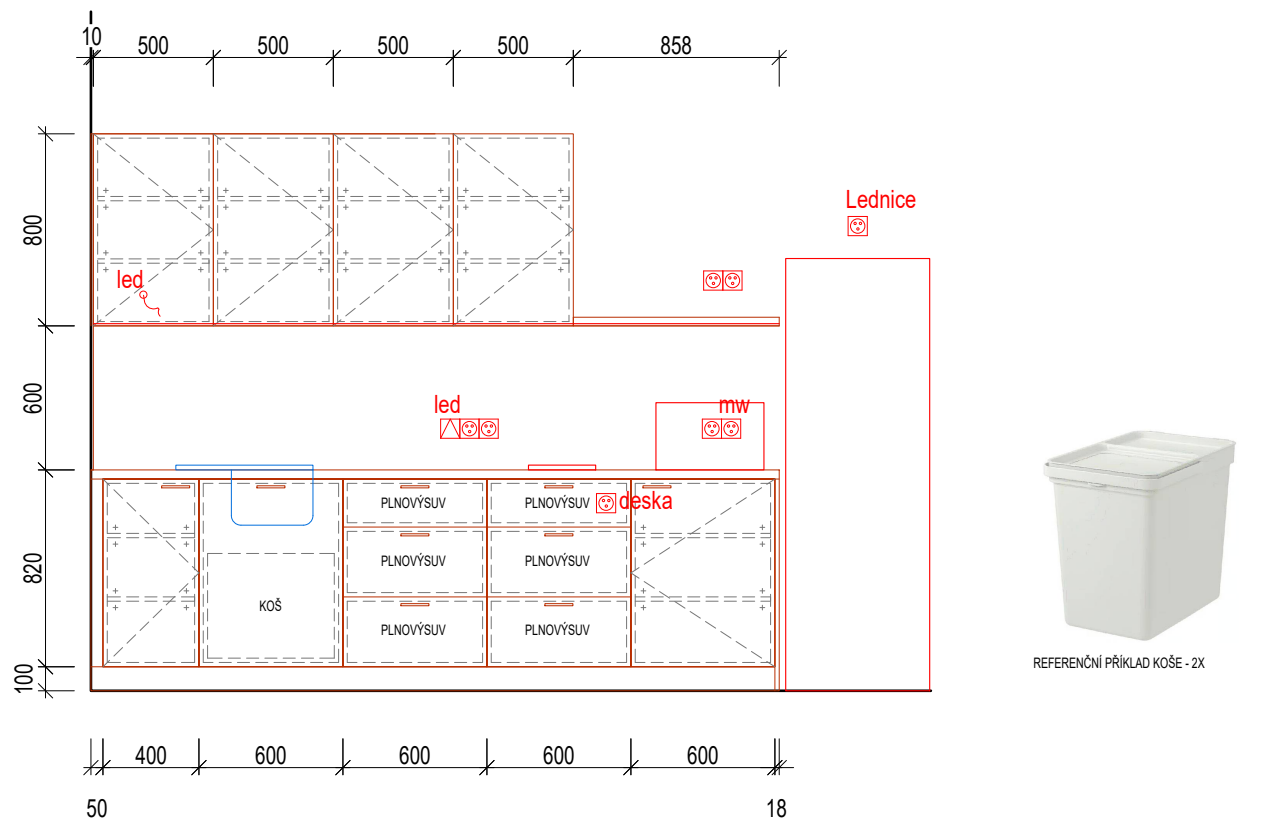 10
500
500
500
500
858
Lednice
800
led
600
led
mw
PLNOVÝSUV
PLNOVÝSUV
deska
820
PLNOVÝSUV
PLNOVÝSUV
KOŠ
PLNOVÝSUV
PLNOVÝSUV
100
REFERENČNÍ PŘÍKLAD KOŠE - 2X
400
600
600
600
600
50
18